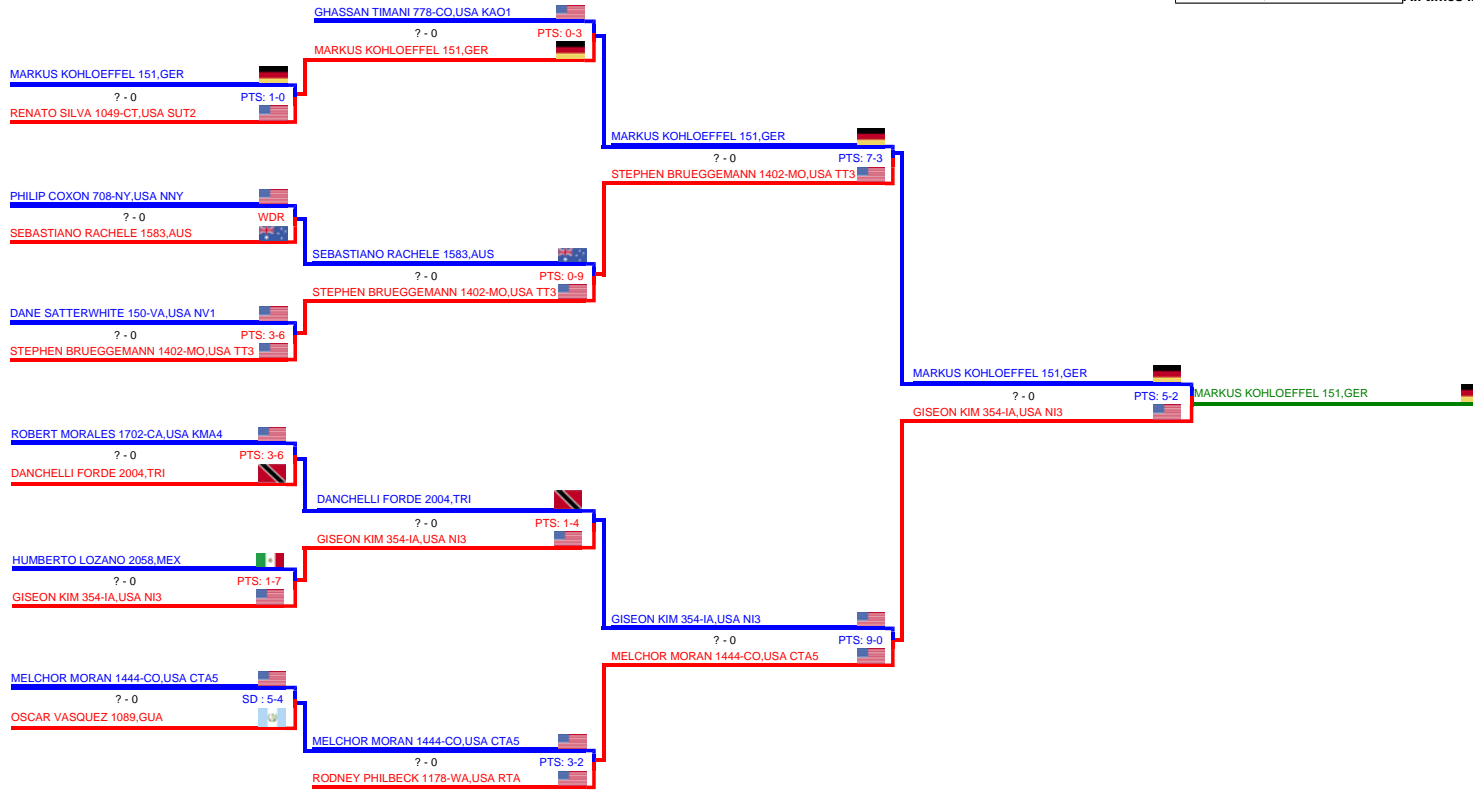 GHASSAN TIMANI 778-CO,USA KAO1
? - 0
PTS: 0-3
MARKUS KOHLOEFFEL 151,GER
MARKUS KOHLOEFFEL 151,GER
? - 0
PTS: 1-0
RENATO SILVA 1049-CT,USA SUT2
MARKUS KOHLOEFFEL 151,GER
? - 0
PTS: 7-3
STEPHEN BRUEGGEMANN 1402-MO,USA TT3
PHILIP COXON 708-NY,USA NNY
? - 0
WDR
SEBASTIANO RACHELE 1583,AUS
SEBASTIANO RACHELE 1583,AUS
? - 0
PTS: 0-9
STEPHEN BRUEGGEMANN 1402-MO,USA TT3
DANE SATTERWHITE 150-VA,USA NV1
? - 0
PTS: 3-6
STEPHEN BRUEGGEMANN 1402-MO,USA TT3
MARKUS KOHLOEFFEL 151,GER
? - 0
PTS: 5-2
MARKUS KOHLOEFFEL 151,GER
GISEON KIM 354-IA,USA NI3
ROBERT MORALES 1702-CA,USA KMA4
? - 0
PTS: 3-6
DANCHELLI FORDE 2004,TRI
DANCHELLI FORDE 2004,TRI
? - 0
PTS: 1-4
GISEON KIM 354-IA,USA NI3
HUMBERTO LOZANO 2058,MEX
? - 0
PTS: 1-7
GISEON KIM 354-IA,USA NI3
GISEON KIM 354-IA,USA NI3
? - 0
PTS: 9-0
MELCHOR MORAN 1444-CO,USA CTA5
MELCHOR MORAN 1444-CO,USA CTA5
? - 0
SD : 5-4
OSCAR VASQUEZ 1089,GUA
MELCHOR MORAN 1444-CO,USA CTA5
? - 0
PTS: 3-2
RODNEY PHILBECK 1178-WA,USA RTA